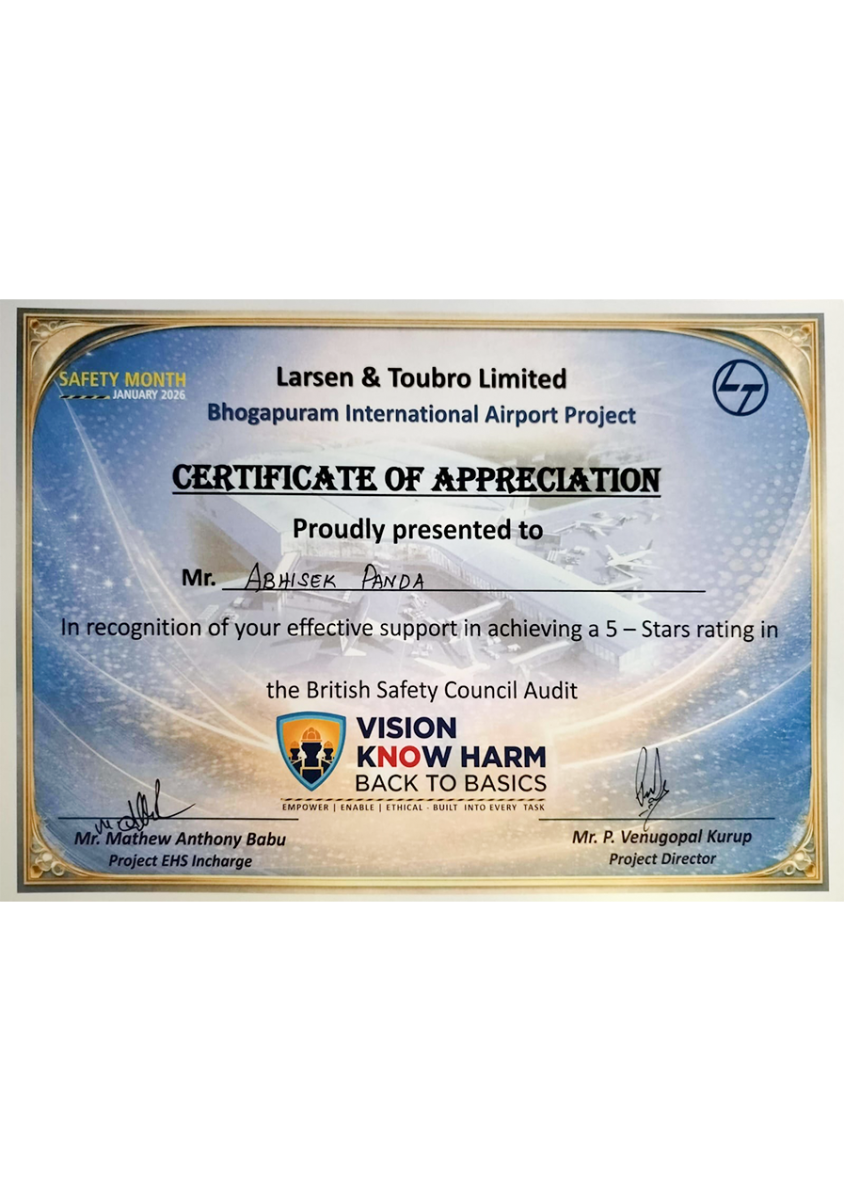 SAFETY MONTH
JANUARY 2026
Larsen & Toubro Limited
LT
Bhogapuram International Airport Project
CERTIFICATE OF APPRECIATION
Proudly presented to
Mr. ABHISEK PANDA
In recognition of your effective support in achieving a 5 – Stars rating in
the British Safety Council Audit
VISION
KNOW HARM
BACK TO BASICS
EMPOWER | ENABLE | ETHICAL - BUILT INTO EVERY TASK
Mr. Mathew Anthony Babu
Project EHS Incharge
Mr. P. Venugopal Kurup
Project Director